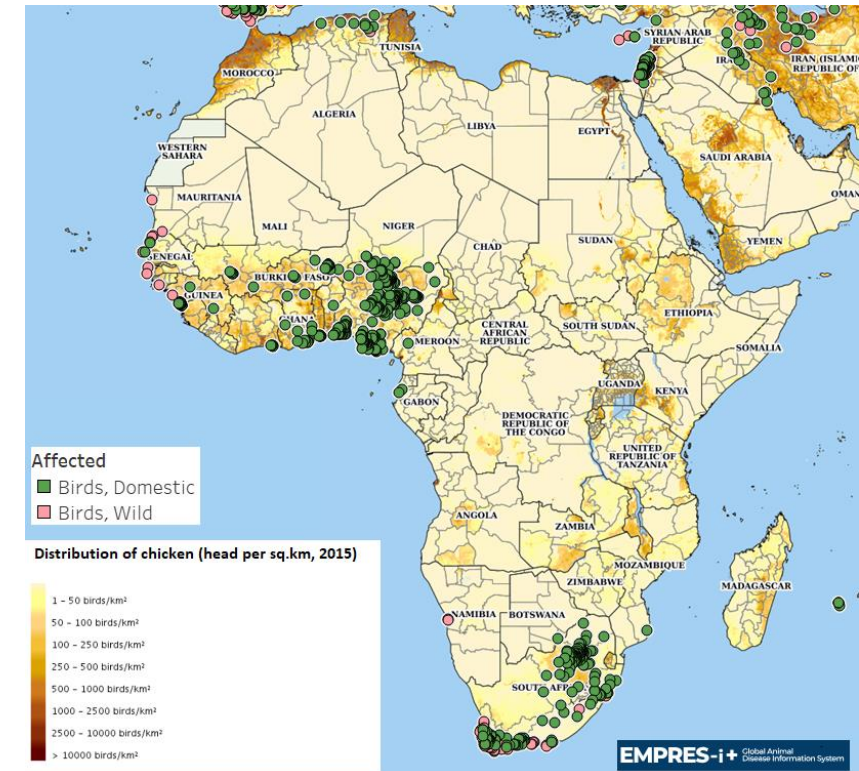 TUNISIA
SYRIAN ARAB
REPUBLIC
IRAN (ISLAMIC
REPUBLIC OF
MOROCCO
ALGERIA
LIBYA
EGYPT
WESTERN
SAHARA
SAUDI ARABIA
MAURITANIA
OMAN
MALI
NIGER
CHAD
SUDAN
YEMEN
SENEGAL
BURKI FASO
GUINEA
GHANA
CENTRAL
AFRICAN
REPUBLIC
SOUTH SUDAN
ETHIOPIA
MEROON
SOMALIA
UGANDA
KENYA
GABON
DEMOCRATIC
REPUBLIC OF
THE CONGO
UNITED
REPUBLIC OF
TANZANIA
Affected
Birds, Domestic
Birds, Wild
ANGOLA
ZAMBIA
Distribution of chicken (head per sq.km, 2015)
MOZAMBIQUE
ZIMBABWE
MADAGASCAR
1 – 50 birds/km²
50 – 100 birds/km²
NAMIBIA
BOTSWANA
100 – 250 birds/km²
250 – 500 birds/km²
500 – 1000 birds/km²
SOUTH AFR
1000 – 2500 birds/km²
2500 – 10000 birds/km²
> 10000 birds/km²
EMPRES-i+
Global Animal
Disease Information System